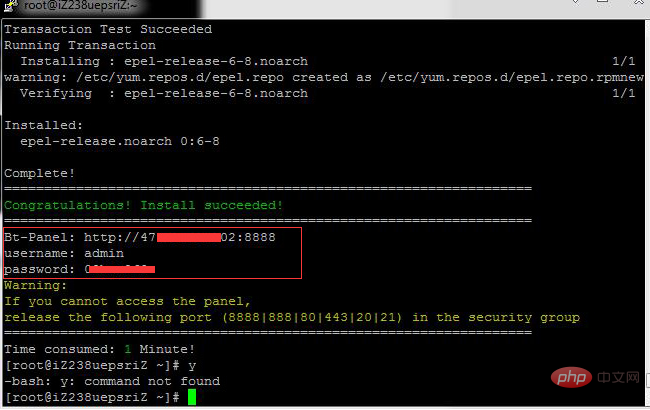 root@iZ238uepsriZ:~
Transaction Test Succeeded
Running Transaction
  Installing : epel-release-6-8.noarch 1/1
warning: /etc/yum.repos.d/epel.repo created as /etc/yum.repos.d/epel.repo.rpmnew
  Verifying  : epel-release-6-8.noarch 1/1
Installed:
  epel-release.noarch 0:6-8
Complete!
==================================================================
Congratulations! Install succeeded!
==================================================================
Bt-Panel: http://47 02:8888
username: admin
password: 
Warning:
If you cannot access the panel,
release the following port (8888|888|80|443|20|21) in the security group
==================================================================
Time consumed: 1 Minute!
[root@iZ238uepsriZ ~]# y
-bash: y: command not found
[root@iZ238uepsriZ ~]#
php 中文网